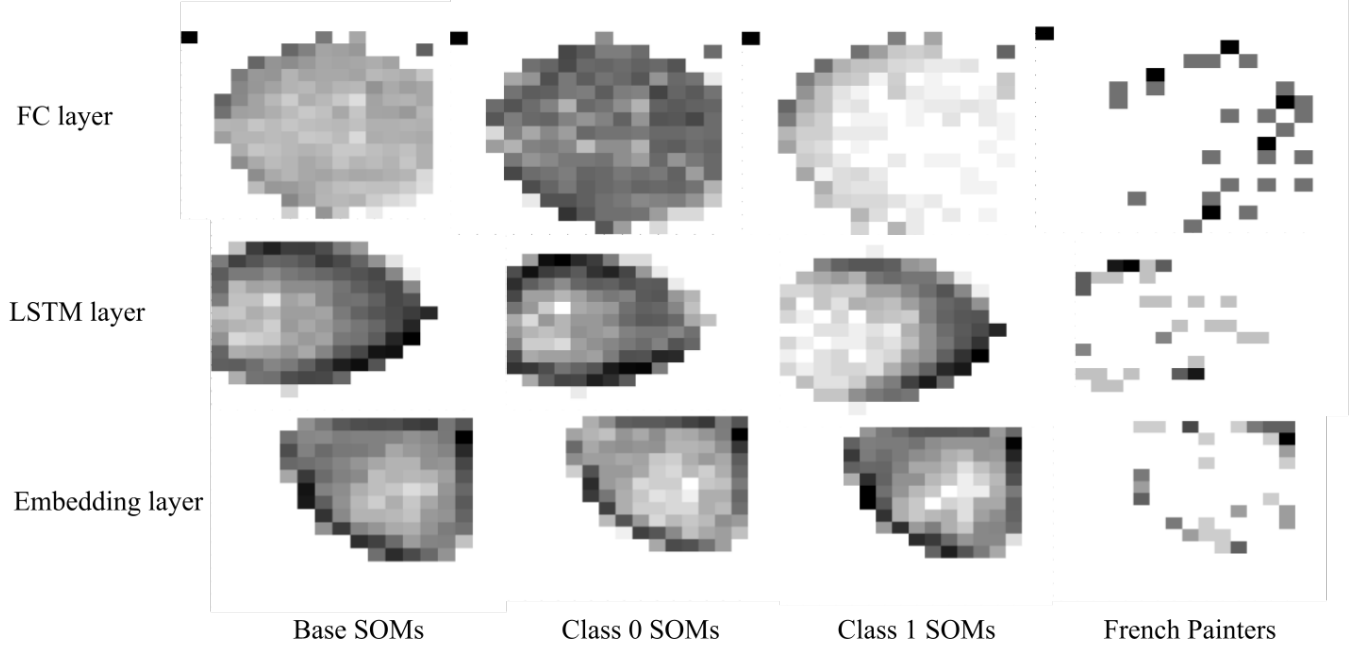 FC layer
LSTM layer
Embedding layer
Base SOMs
Class 0 SOMs
Class 1 SOMs
French Painters